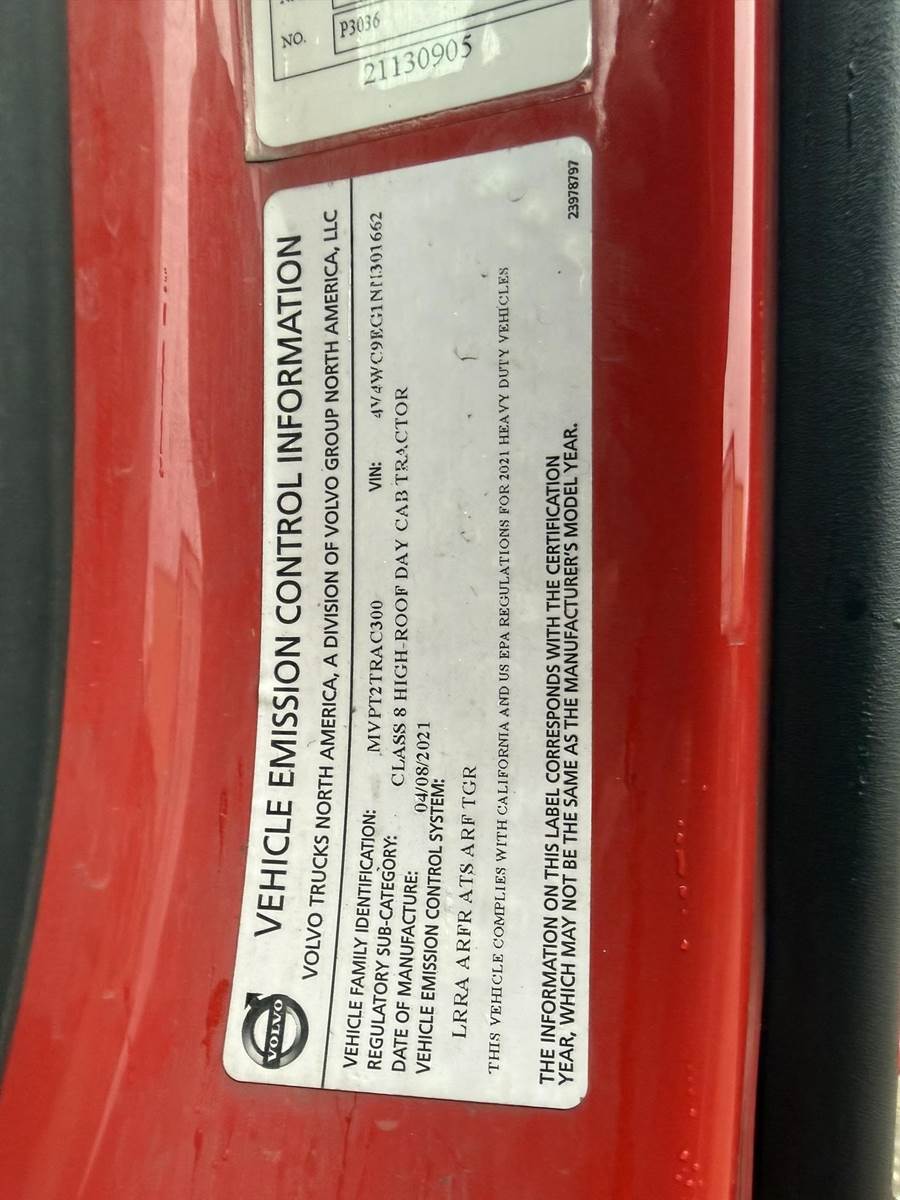 NO. P3036
21130905
VOLVO
VEHICLE EMISSION CONTROL INFORMATION
VOLVO TRUCKS NORTH AMERICA, A DIVISION OF VOLVO GROUP NORTH AMERICA, LLC
VEHICLE FAMILY IDENTIFICATION: MVPT2TRAC300 VIN: 4V4WC9EG1NN301662
REGULATORY SUB-CATEGORY: CLASS 8 HIGH-ROOF DAY CAB TRACTOR
DATE OF MANUFACTURE: 04/08/2021
VEHICLE EMISSION CONTROL SYSTEM:
LRRA ARFR ATS ARF TGR
THIS VEHICLE COMPLIES WITH CALIFORNIA AND US EPA REGULATIONS FOR 2021 HEAVY DUTY VEHICLES
THE INFORMATION ON THIS LABEL CORRESPONDS WITH THE CERTIFICATION
YEAR, WHICH MAY NOT BE THE SAME AS THE MANUFACTURER'S MODEL YEAR.
23978797